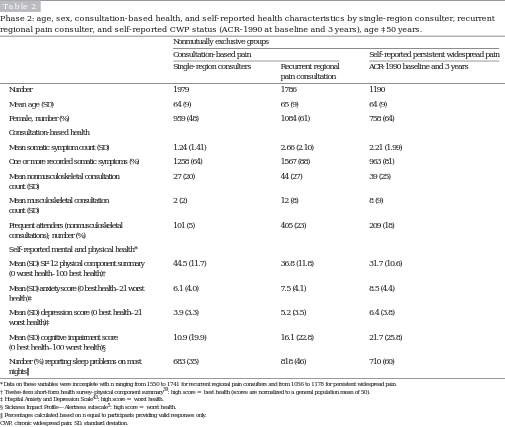 Table 2
Phase 2: age, sex, consultation-based health, and self-reported health characteristics by single-region consulter, recurrent
regional pain consulter, and self-reported CWP status (ACR-1990 at baseline and 3 years), age ≥50 years.
Nonmutually exclusive groups
Consultation-based pain Self-reported persistent widespread pain
Single-region consulters Recurrent regional pain consultation ACR-1990 baseline and 3 years
Number 1979 1786 1190
Mean age (SD) 64 (9) 65 (9) 64 (9)
Female, number (%) 959 (48) 1084 (61) 758 (64)
Consultation-based health
Mean somatic symptom count (SD) 1.24 (1.41) 2.66 (2.10) 2.21 (1.99)
One or more recorded somatic symptoms (%) 1258 (64) 1567 (88) 963 (81)
Mean nonmusculoskeletal consultation
count (SD) 27 (20) 44 (27) 39 (25)
Mean musculoskeletal consultation
count (SD) 2 (2) 12 (8) 8 (9)
Frequent attenders (nonmusculoskeletal
consultations); number (%) 101 (5) 405 (23) 209 (18)
Self-reported mental and physical health*
Mean (SD) SF-12 physical component summary
(0 worst health–100 best health)† 44.5 (11.7) 36.8 (11.8) 31.7 (10.6)
Mean (SD) anxiety score (0 best health–21 worst
health)‡ 6.1 (4.0) 7.5 (4.1) 8.5 (4.4)
Mean (SD) depression score (0 best health–21
worst health)‡ 3.9 (3.3) 5.2 (3.5) 6.4 (3.8)
Mean (SD) cognitive impairment score
(0 best health–100 worst health)§ 10.9 (19.9) 16.1 (22.8) 21.7 (25.8)
Number (%) reporting sleep problems on most
nights‖ 683 (35) 818 (46) 710 (60)
* Data on these variables were incomplete with n ranging from 1550 to 1741 for recurrent regional pain consulters and from 1056 to 1178 for persistent widespread pain.
† Twelve-item short-form health survey–physical component summary; high score = best health (scores are normalized to a general population mean of 50).
‡ Hospital Anxiety and Depression Scale; high score = worst health.
§ Sickness Impact Profile—Alertness subscale; high score = worst health.
‖ Percentages calculated based on n equal to participants providing valid responses only.
CWP, chronic widespread pain; SD, standard deviation.